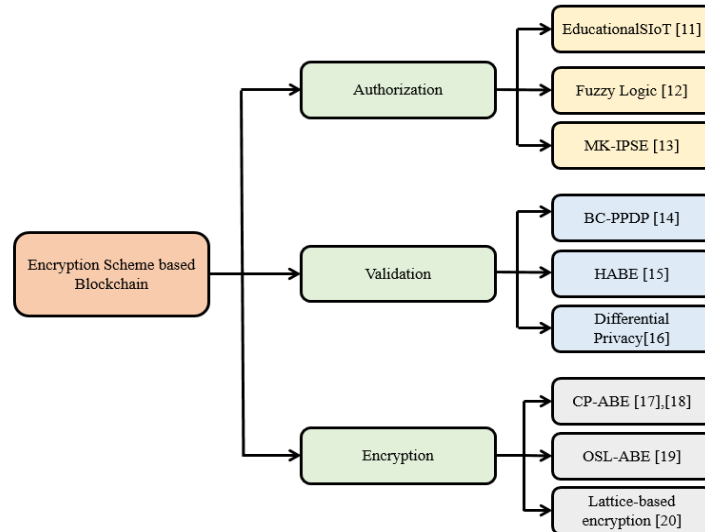 EducationalSIoT [11]
Authorization
Fuzzy Logic [12]
MK-IPSE [13]
BC-PPDP [14]
Encryption Scheme based
Blockchain
Validation
HABE [15]
Differential
Privacy[16]
CP-ABE [17],[18]
Encryption
OSL-ABE [19]
Lattice-based
encryption [20]